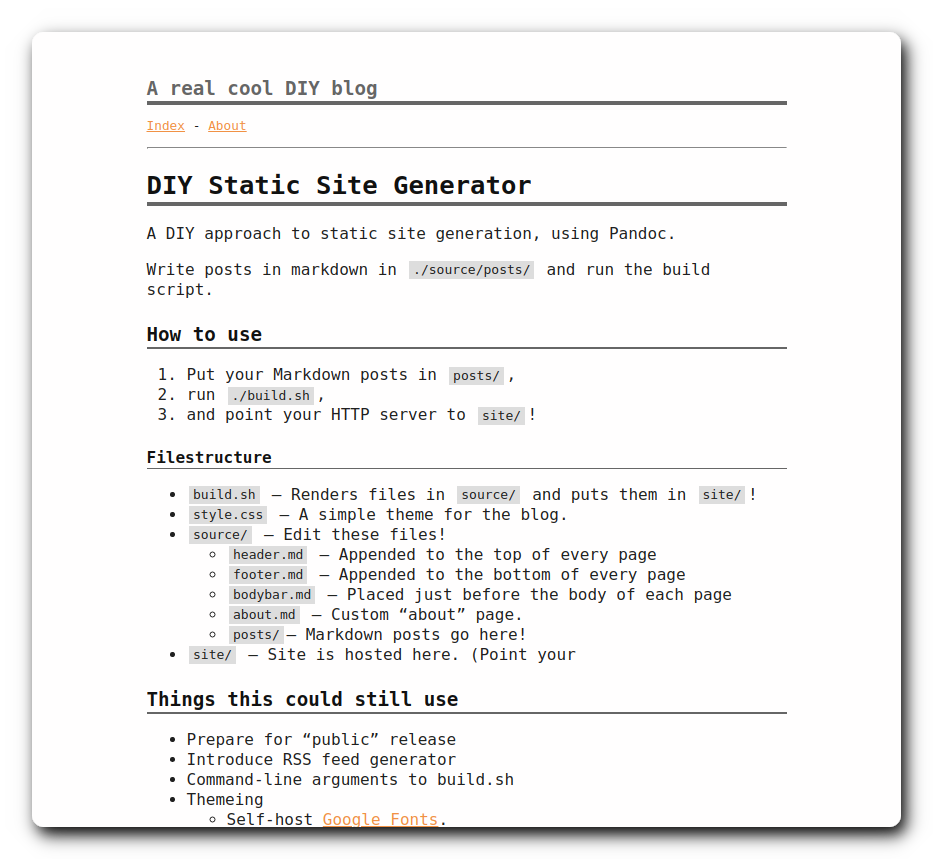 A real cool DIY blog
Index - About
DIY Static Site Generator
A DIY approach to static site generation, using Pandoc.
Write posts in markdown in ./source/posts/ and run the build
script.
How to use
1. Put your Markdown posts in posts/,
2. run ./build.sh,
3. and point your HTTP server to site/!
Filestructure
• build.sh — Renders files in source/ and puts them in site/!
• style.css — A simple theme for the blog.
• source/ — Edit these files!
◦ header.md — Appended to the top of every page
◦ footer.md — Appended to the bottom of every page
◦ bodybar.md — Placed just before the body of each page
◦ about.md — Custom “about” page.
◦ posts/— Markdown posts go here!
• site/ — Site is hosted here. (Point your
Things this could still use
• Prepare for “public” release
• Introduce RSS feed generator
• Command-line arguments to build.sh
• Themeing
◦ Self-host Google Fonts.